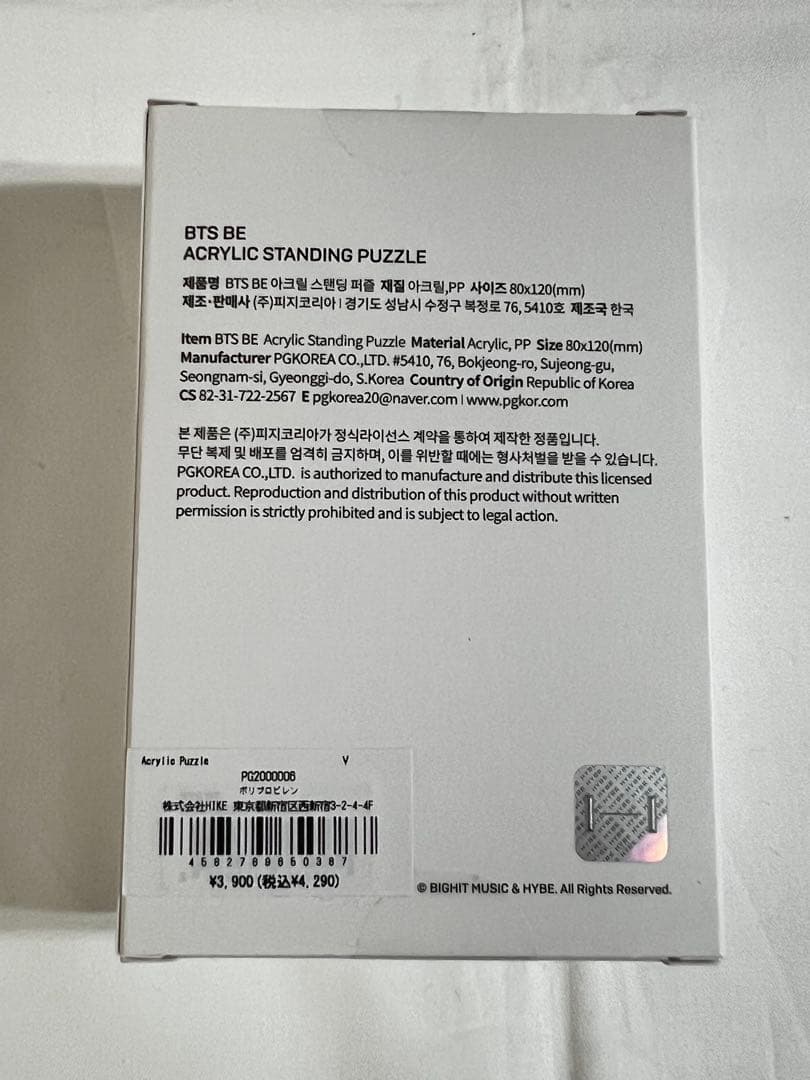 BTS BE
ACRYLIC STANDING PUZZLE
제품명 BTS BE 아크릴 스탠딩 퍼즐 재질 아크릴,PP 사이즈 80x120(mm)
제조·판매사 (주)피지코리아 | 경기도 성남시 수정구 복정로 76, 5410호 제조국 한국
Item BTS BE Acrylic Standing Puzzle Material Acrylic, PP Size 80x120(mm)
Manufacturer PGKOREA CO.,LTD. #5410, 76, Bokjeong-ro, Sujeong-gu,
Seongnam-si, Gyeonggi-do, S.Korea Country of Origin Republic of Korea
CS 82-31-722-2567 E pgkorea20@naver.com | www.pgkor.com
본 제품은 (주)피지코리아가 정식라이선스 계약을 통하여 제작한 정품입니다.
무단 복제 및 배포를 엄격히 금지하며, 이를 위반할 때에는 형사처벌을 받을 수 있습니다.
PGKOREA CO.,LTD. is authorized to manufacture and distribute this licensed
product. Reproduction and distribution of this product without written
permission is strictly prohibited and is subject to legal action.
Acrylic Puzzle V
PG2000006
ポリプロピレン
株式会社HIKE 東京都新宿区西新宿3-2-4-4F
4582789650387
¥3,900(税込¥4,290)
HYBE HYBE HYBE
© BIGHIT MUSIC & HYBE. All Rights Reserved.